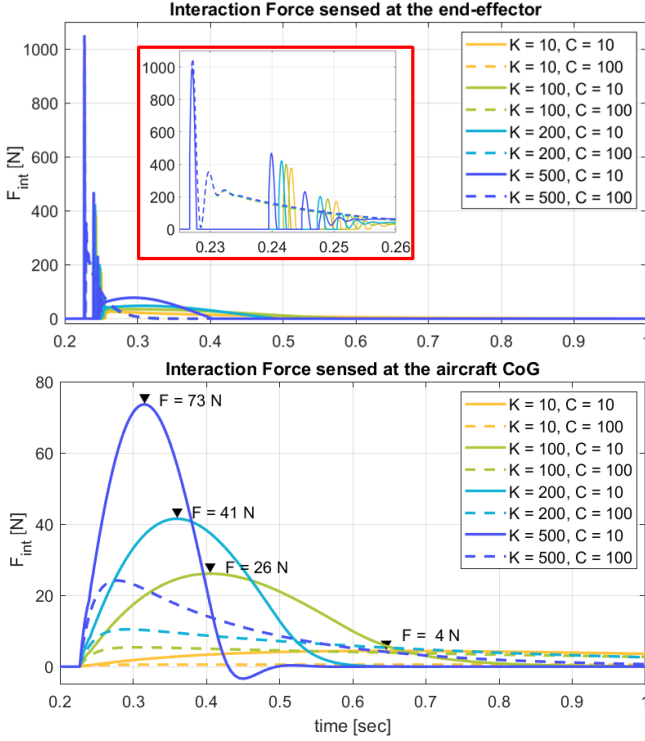 Interaction Force sensed at the end-effector
F_int [N]
1000
800
600
400
200
0
0.2 0.3 0.4 0.5 0.6 0.7 0.8 0.9 1
1000
800
600
400
200
0
0.23 0.24 0.25 0.26
K = 10, C = 10
K = 10, C = 100
K = 100, C = 10
K = 100, C = 100
K = 200, C = 10
K = 200, C = 100
K = 500, C = 10
K = 500, C = 100
Interaction Force sensed at the aircraft CoG
F_int [N]
80
60
40
20
0
F = 73 N
F = 41 N
F = 26 N
F = 4 N
K = 10, C = 10
K = 10, C = 100
K = 100, C = 10
K = 100, C = 100
K = 200, C = 10
K = 200, C = 100
K = 500, C = 10
K = 500, C = 100
0.2 0.3 0.4 0.5 0.6 0.7 0.8 0.9 1
time [sec]